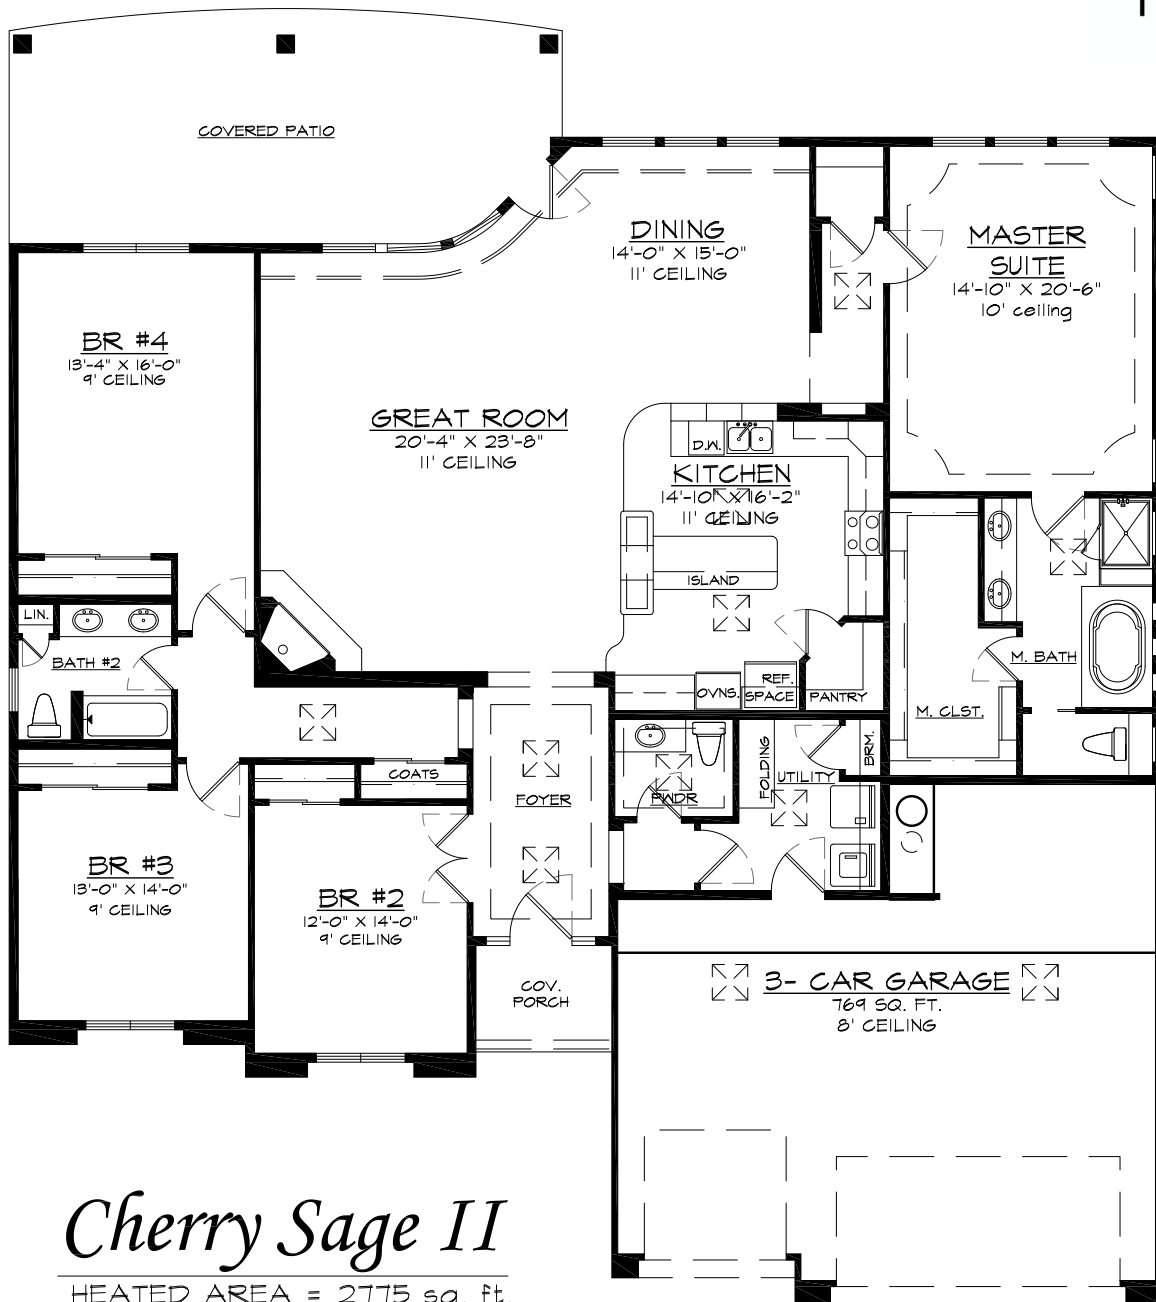 COVERED PATIO
DINING
14'-0" X 15'-0"
11' CEILING
MASTER
SUITE
14'-10" X 20'-6"
10' ceiling
BR #4
13'-4" X 16'-0"
9' CEILING
GREAT ROOM
20'-4" X 23'-8"
11' CEILING
D.W.
KITCHEN
14'-10" X 16'-2"
11' CEILING
ISLAND
LIN.
BATH #2
M. BATH
OVNS.
REF.
SPACE
PANTRY
M. CLST.
COATS
FOYER
PWDR
FOLDING
UTILITY
BRM.
BR #3
13'-0" X 14'-0"
9' CEILING
BR #2
12'-0" X 14'-0"
9' CEILING
COV.
PORCH
3- CAR GARAGE
769 SQ. FT.
8' CEILING
Cherry Sage II
HEATED AREA = 2775 sq. ft.